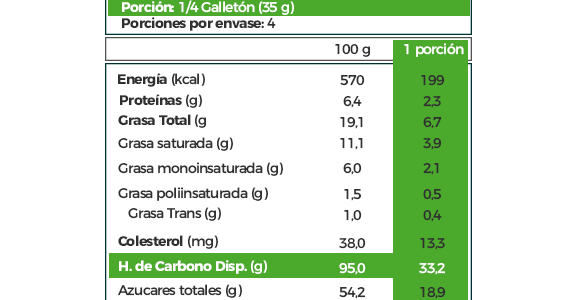 Porción: 1/4 Galletón (35 g)
Porciones por envase: 4
100 g 1 porción
Energía (kcal) 570 199
Proteínas (g) 6,4 2,3
Grasa Total (g 19,1 6,7
Grasa saturada (g) 11,1 3,9
Grasa monoinsaturada (g) 6,0 2,1
Grasa poliinsaturada (g) 1,5 0,5
Grasa Trans (g) 1,0 0,4
Colesterol (mg) 38,0 13,3
H. de Carbono Disp. (g) 95,0 33,2
Azucares totales (g) 54,2 18,9